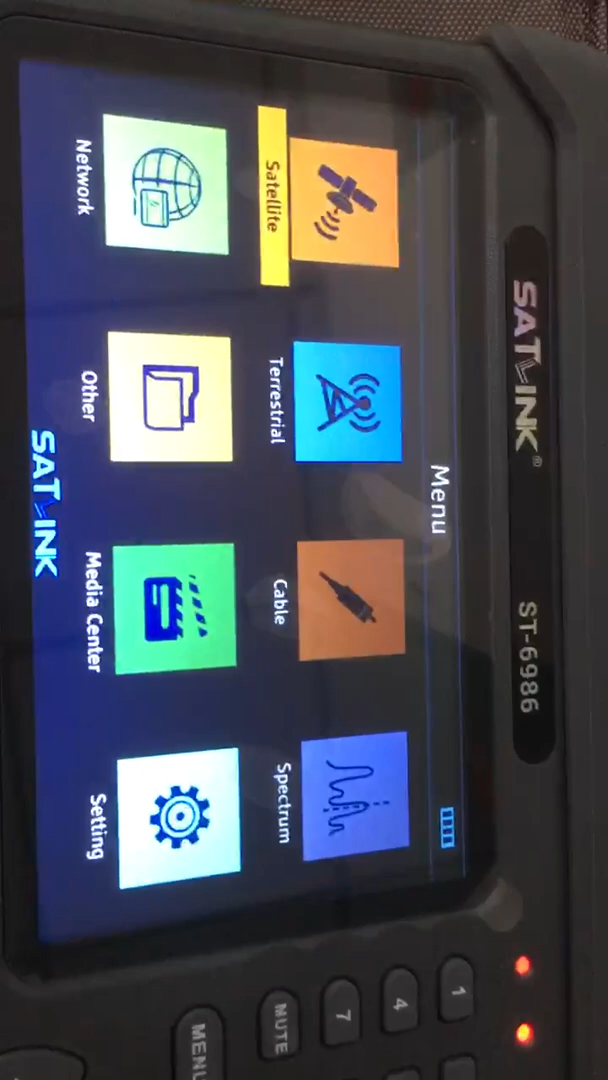 SATLINK® ST-6986
Menu
Satellite Terrestrial Cable Spectrum
Network Other Media Center Setting
SATLINK
1
4
7
MUTE
MENU